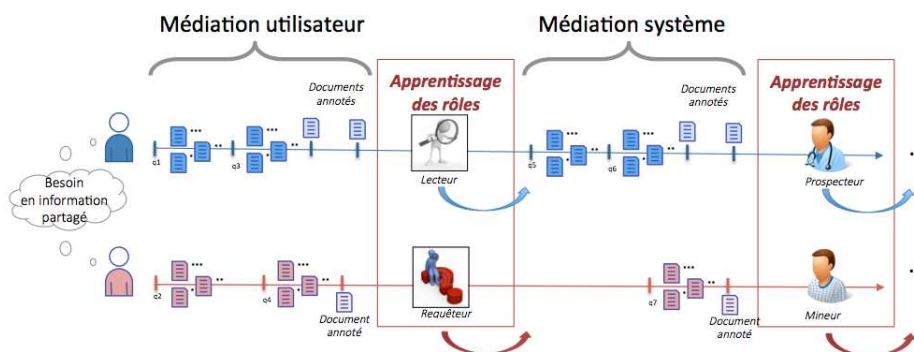 Médiation utilisateur
Médiation système
Documents
annotés
Apprentissage
des rôles
Documents
annotés
Apprentissage
des rôles
q1
q3
Lecteur
q5
q6
Prospecteur
Besoin
en information
partagé
q2
q4
Document
annoté
Requêteur
q7
Document
annoté
Mineur